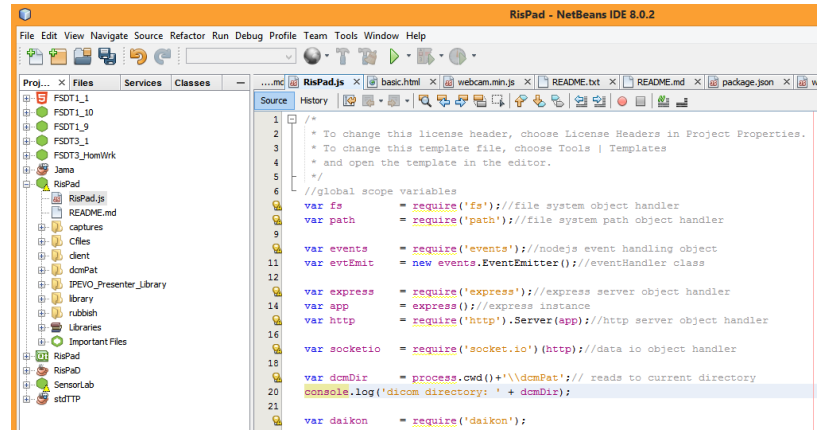 RisPad - NetBeans IDE 8.0.2
File Edit View Navigate Source Refactor Run Debug Profile Team Tools Window Help
Proj... × Files Services Classes –
....mc RisPad.js × basic.html × webcam.min.js × README.txt × README.md × package.json × w
Source History
FSDT1_1
FSDT1_10
FSDT1_9
FSDT3_1
FSDT3_HomWrk
Jama
RisPad
RisPad.js
README.md
captures
Cfiles
client
dcmPat
IPEVO_Presenter_Library
library
rubbish
Libraries
Important Files
RisPad
RisPaD
SensorLab
stdTTP
1 /*
2 * To change this license header, choose License Headers in Project Properties.
3 * To change this template file, choose Tools | Templates
4 * and open the template in the editor.
5 */
6 //global scope variables
var fs = require('fs');//file system object handler
var path = require('path');//file system path object handler
9
var events = require('events');//nodejs event handling object
11 var evtEmit = new events.EventEmitter();//eventHandler class
12
var express = require('express');//express server object handler
14 var app = express();//express instance
var http = require('http').Server(app);//http server object handler
16
var socketio = require('socket.io')(http);//data io object handler
18
var dcmDir = process.cwd()+'\\dcmPat';// reads to current directory
20 console.log('dicom directory: ' + dcmDir);
21
var daikon = require('daikon');